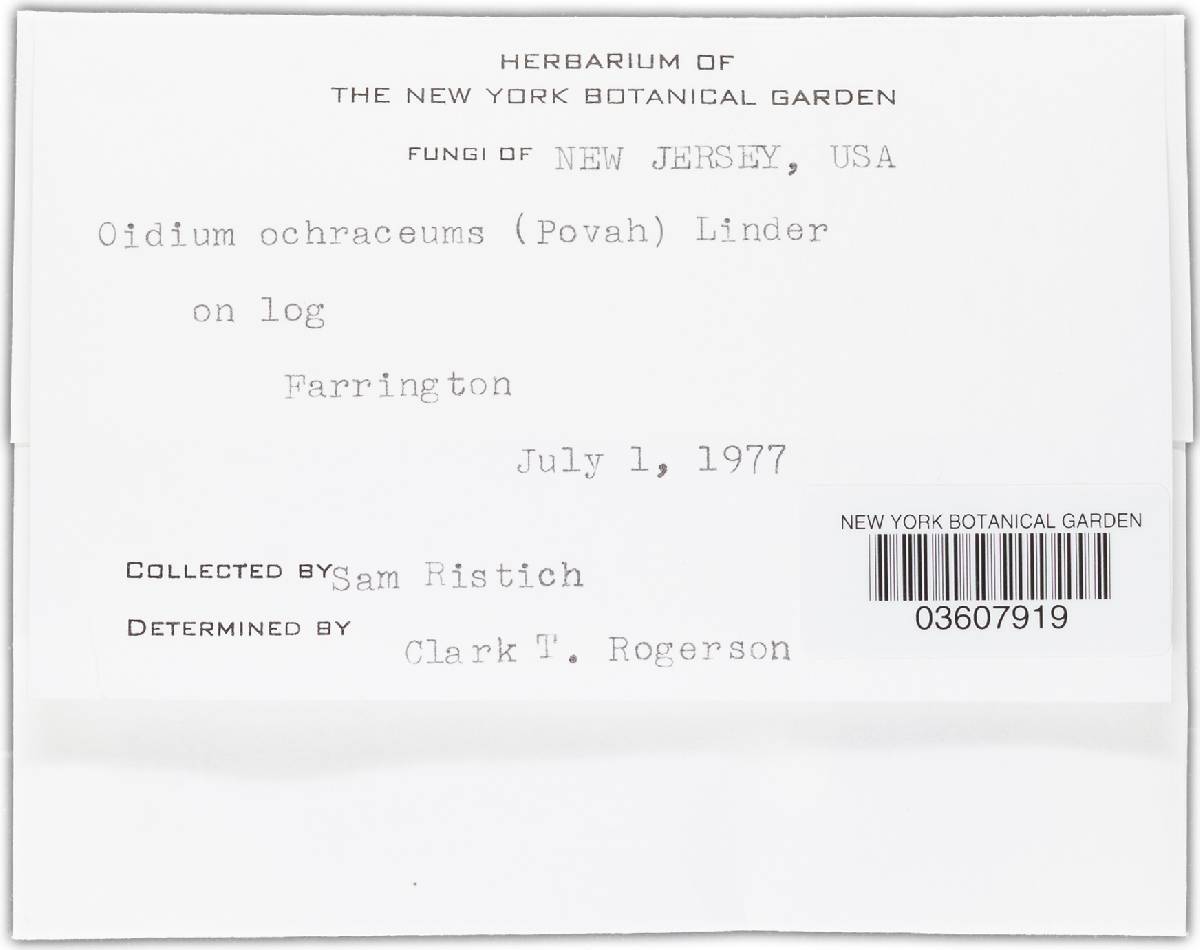 HERBARIUM OF
THE NEW YORK BOTANICAL GARDEN
FUNGI OF NEW JERSEY, USA
Oidium ochraceums (Povah) Linder
on log
Farrington
July 1, 1977
COLLECTED BY Sam Ristich
DETERMINED BY
Clark T. Rogerson
NEW YORK BOTANICAL GARDEN
03607919